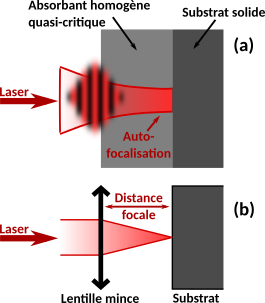 Absorbant homogène
quasi-critique
Substrat solide
(a)
Laser
Auto-
focalisation
Distance
focale
(b)
Laser
Lentille mince
Substrat